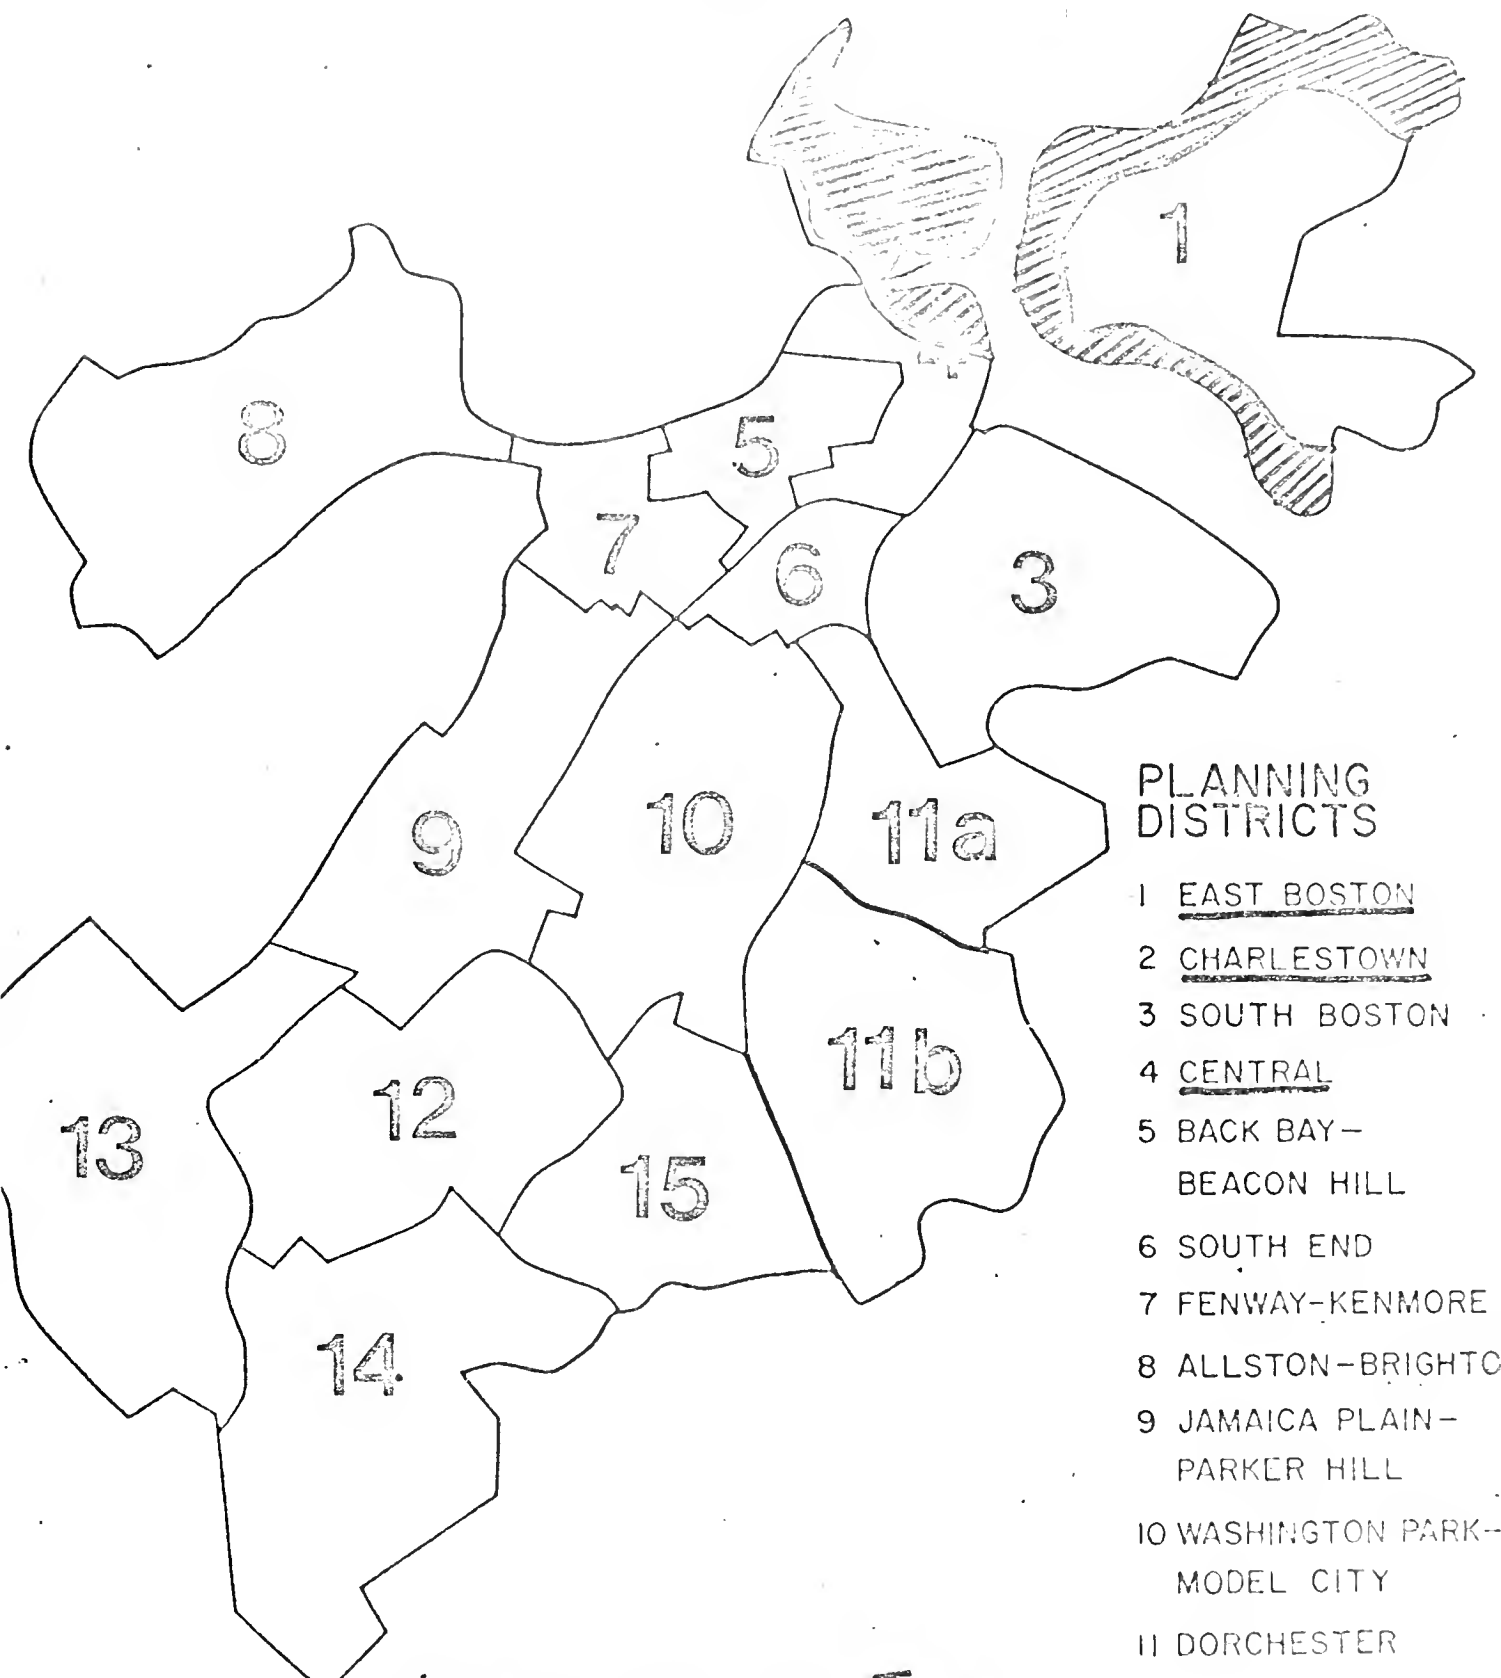 1
4
8
5
7
6
3
9
10
11a
11b
13
12
15
14
PLANNING
DISTRICTS
1 EAST BOSTON
2 CHARLESTOWN
3 SOUTH BOSTON
4 CENTRAL
5 BACK BAY-
BEACON HILL
6 SOUTH END
7 FENWAY-KENMORE
8 ALLSTON-BRIGHTO
9 JAMAICA PLAIN-
PARKER HILL
10 WASHINGTON PARK-
MODEL CITY
11 DORCHESTER